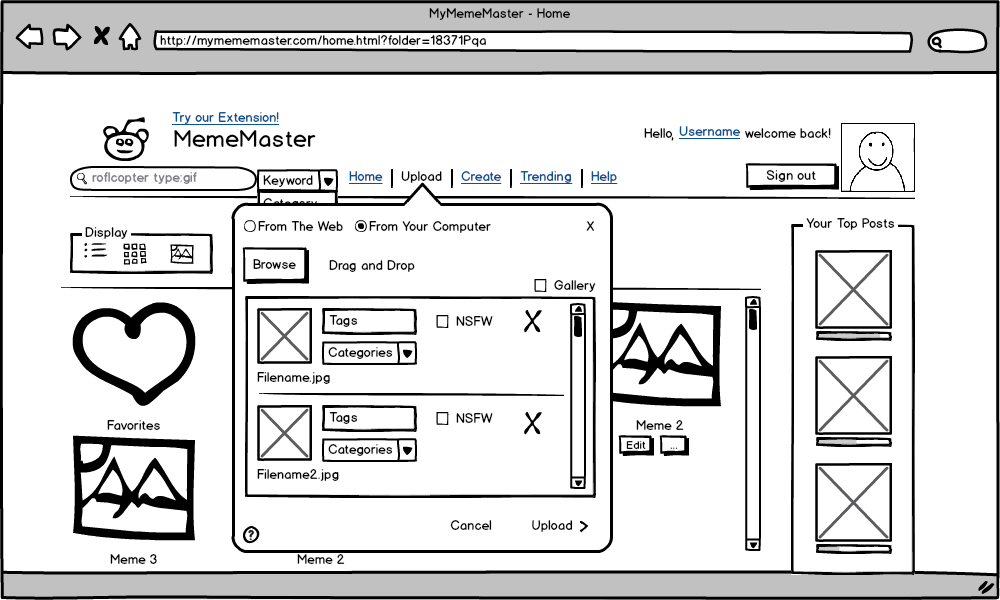 MyMemeMaster - Home
http://mymememaster.com/home.html?folder=18371Pqa
Try our Extension!
MemeMaster
Hello, Username welcome back!
roflcopter type:gif
Keyword
Home
Upload
Create
Trending
Help
Sign out
Category
Display
From The Web
From Your Computer
X
Browse
Drag and Drop
Gallery
Tags
NSFW
X
Categories
Filename.jpg
Tags
NSFW
X
Categories
Filename2.jpg
?
Cancel
Upload >
Favorites
Meme 2
Edit
...
Meme 3
Meme 2
Your Top Posts